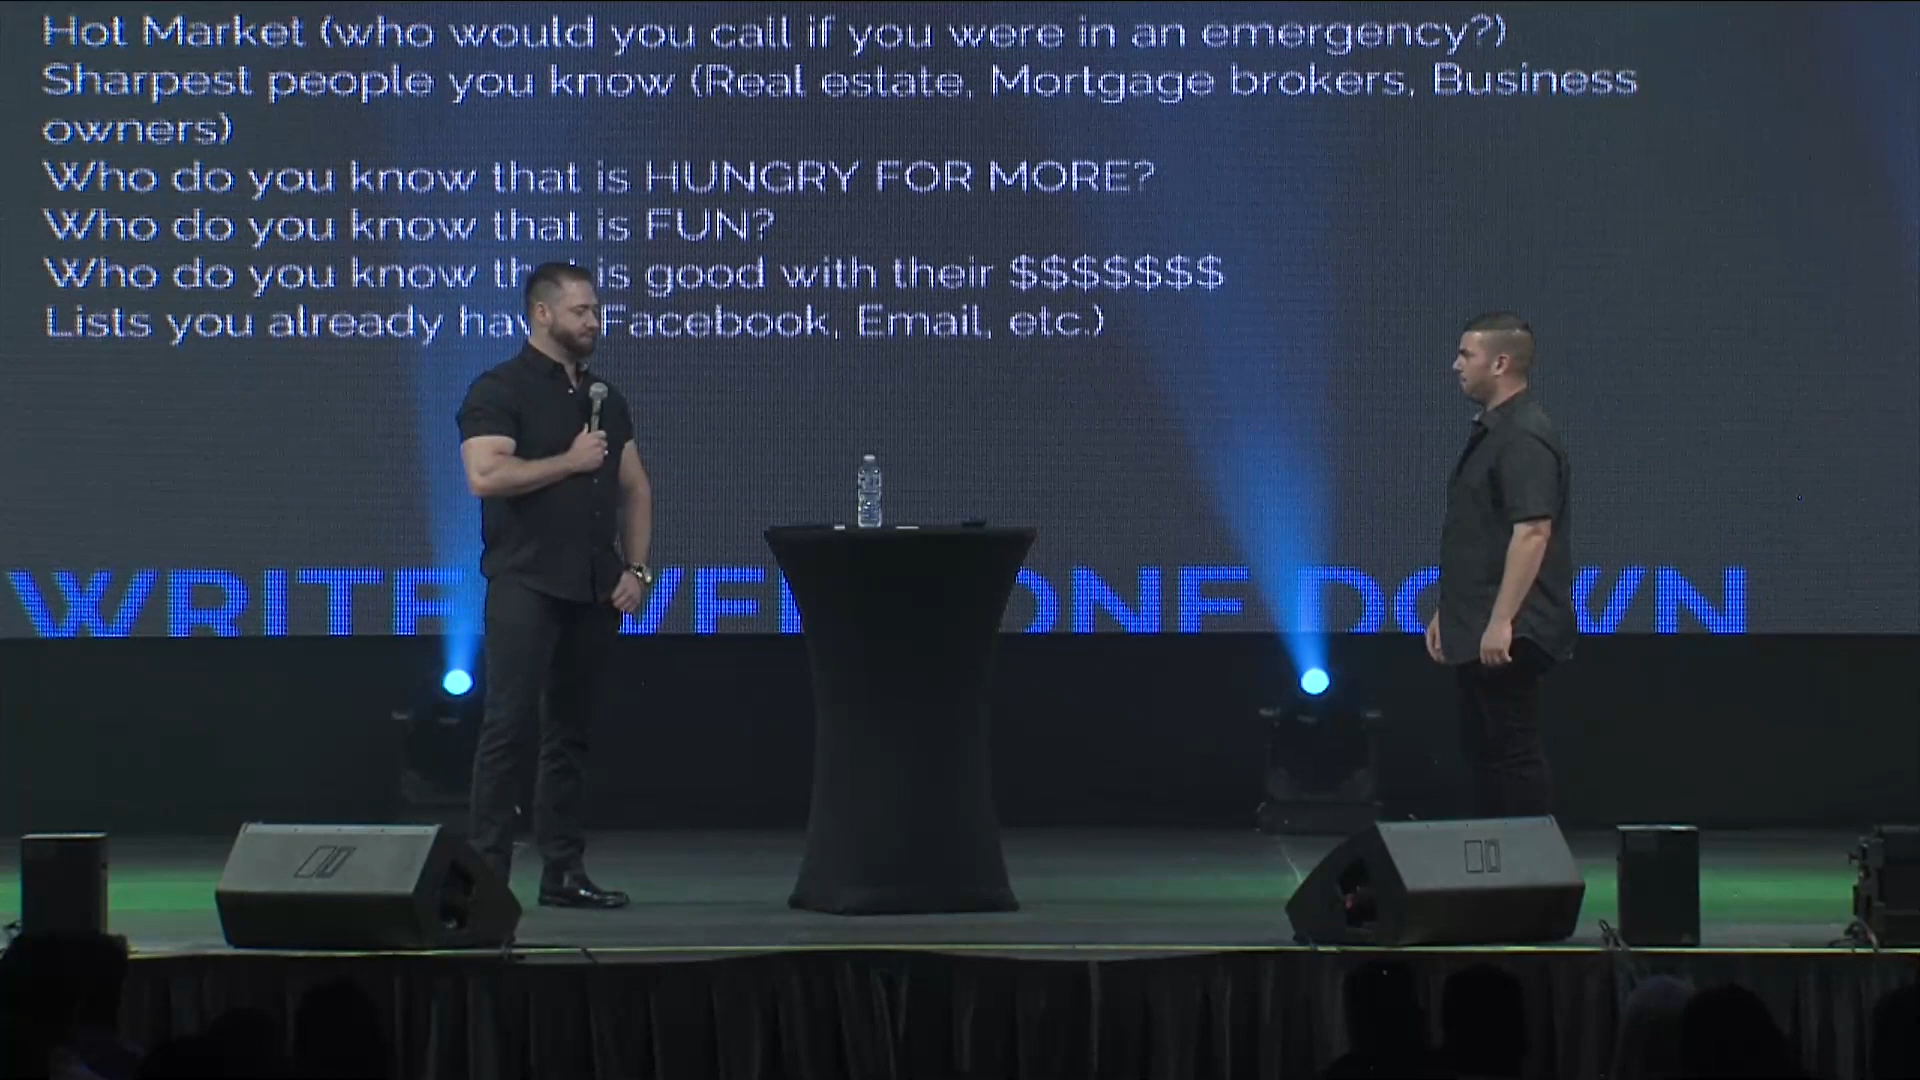 Hot Market (who would you call if you were in an emergency?)
Sharpest people you know (Real estate, Mortgage brokers, Business
owners)
Who do you know that is HUNGRY FOR MORE?
Who do you know that is FUN?
Who do you know that is good with their $$$$$$$
Lists you already have Facebook, Email, etc.)
WRITE DOWN